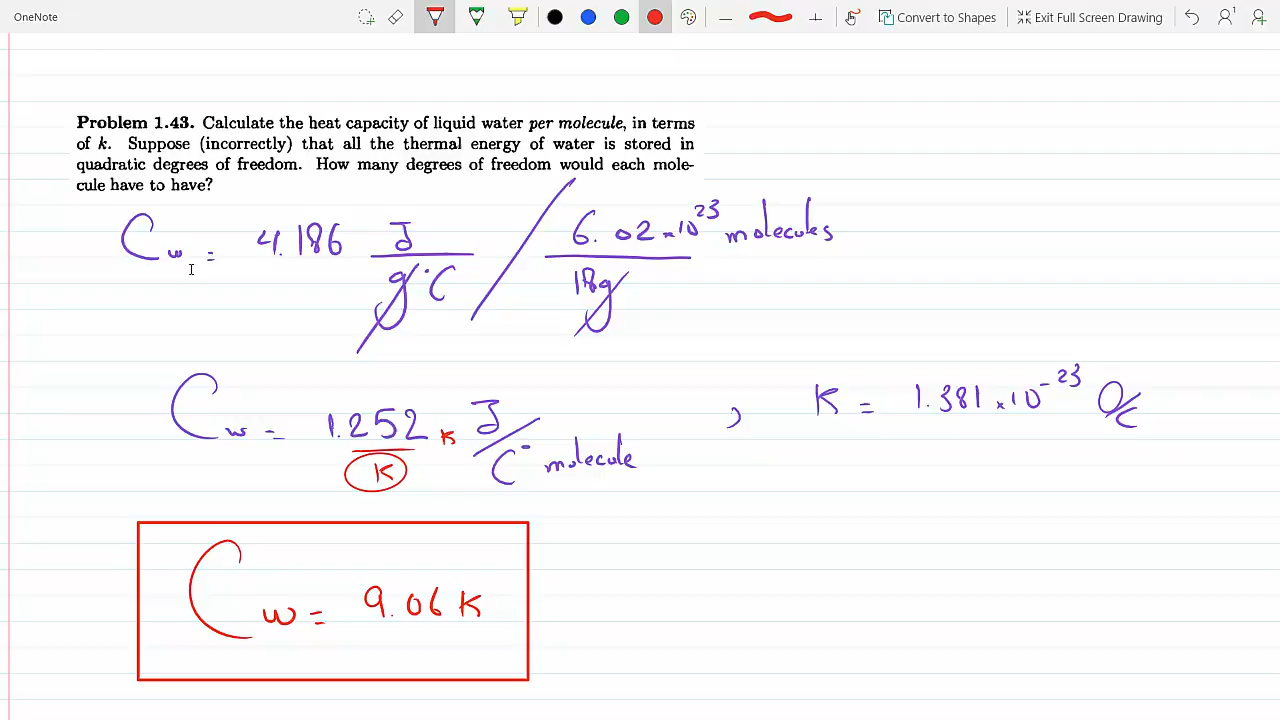 OneNote
Convert to Shapes
Exit Full Screen Drawing
Problem 1.43. Calculate the heat capacity of liquid water per molecule, in terms
of k. Suppose (incorrectly) that all the thermal energy of water is stored in
quadratic degrees of freedom. How many degrees of freedom would each mole-
cule have to have?
C_w = 4.186 J / g °C / 6.02 × 10^23 molecules / 18g
C_w = 1.252 / K K J / C° molecule , K = 1.381 × 10^-23 J/C
C_w = 9.06 K